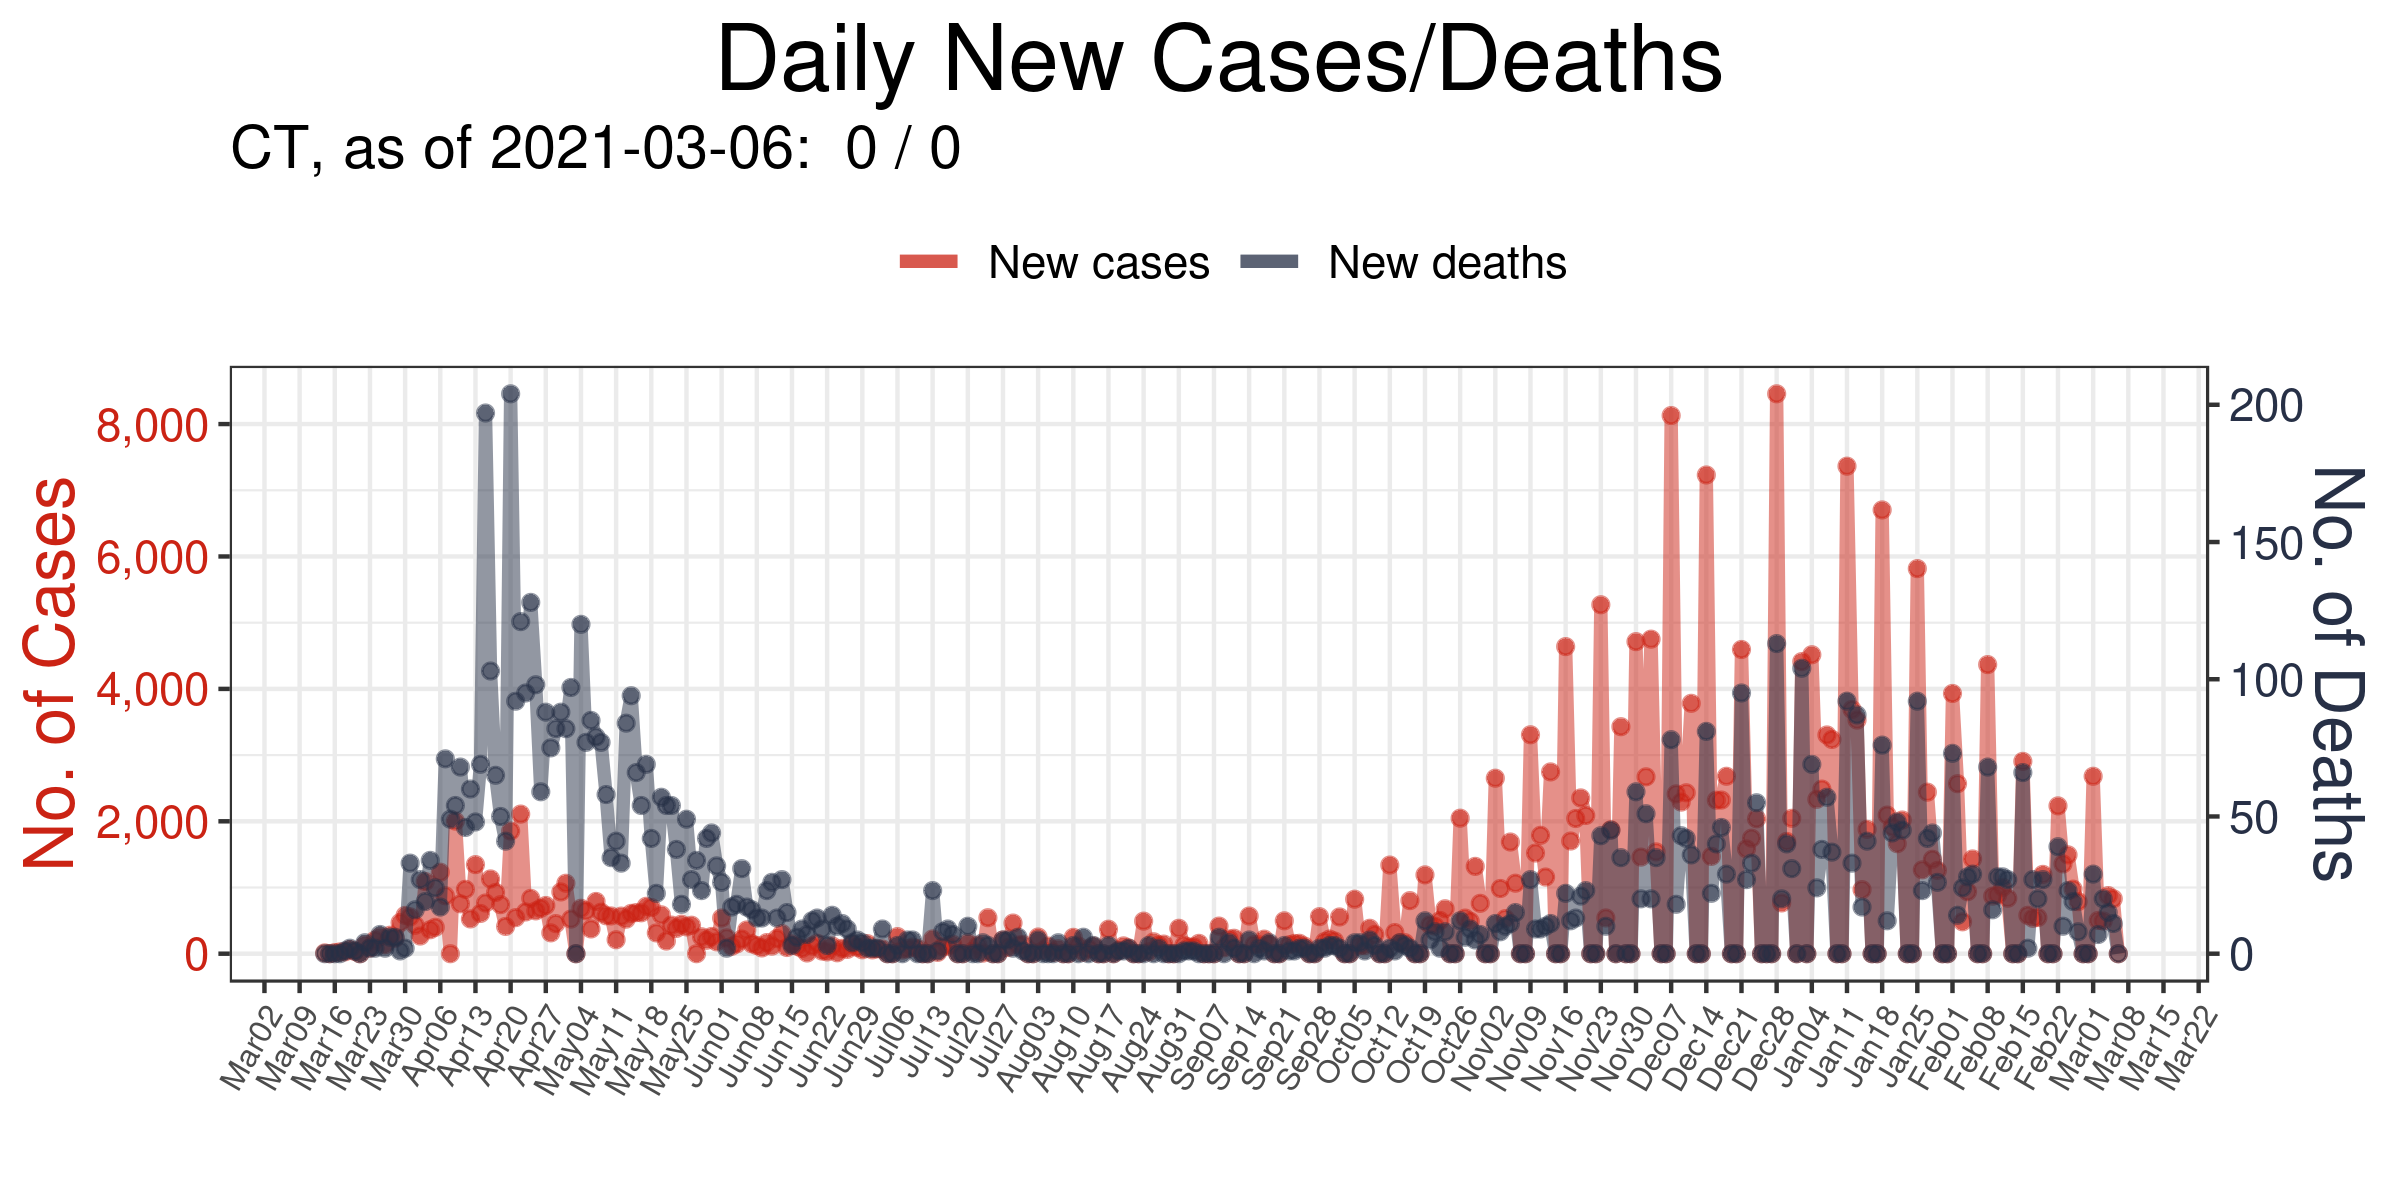 Daily New Cases/Deaths
CT, as of 2021-03-06: 0 / 0
New cases New deaths
No. of Cases
8,000
6,000
4,000
2,000
0
200
150
100
50
0
No. of Deaths
Mar02 Mar09 Mar16 Mar23 Mar30 Apr06 Apr13 Apr20 Apr27 May04 May11 May18 May25 Jun01 Jun08 Jun15 Jun22 Jun29 Jul06 Jul13 Jul20 Jul27 Aug03 Aug10 Aug17 Aug24 Aug31 Sep07 Sep14 Sep21 Sep28 Oct05 Oct12 Oct19 Oct26 Nov02 Nov09 Nov16 Nov23 Nov30 Dec07 Dec14 Dec21 Dec28 Jan04 Jan11 Jan18 Jan25 Feb01 Feb08 Feb15 Feb22 Mar01 Mar08 Mar15 Mar22